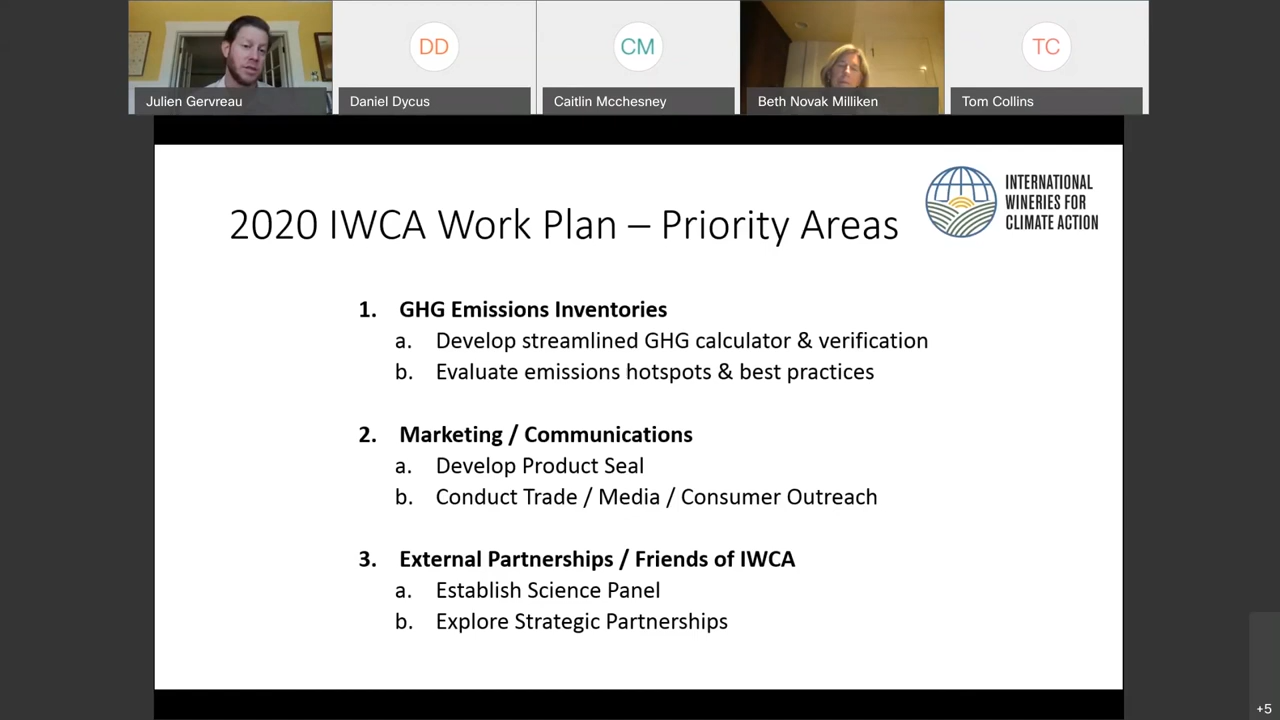 DD
CM
TC
Julien Gervreau
Daniel Dycus
Caitlin Mcchesney
Beth Novak Milliken
Tom Collins
INTERNATIONAL
WINERIES FOR
CLIMATE ACTION
2020 IWCA Work Plan – Priority Areas
1. GHG Emissions Inventories
a. Develop streamlined GHG calculator & verification
b. Evaluate emissions hotspots & best practices
2. Marketing / Communications
a. Develop Product Seal
b. Conduct Trade / Media / Consumer Outreach
3. External Partnerships / Friends of IWCA
a. Establish Science Panel
b. Explore Strategic Partnerships
+5